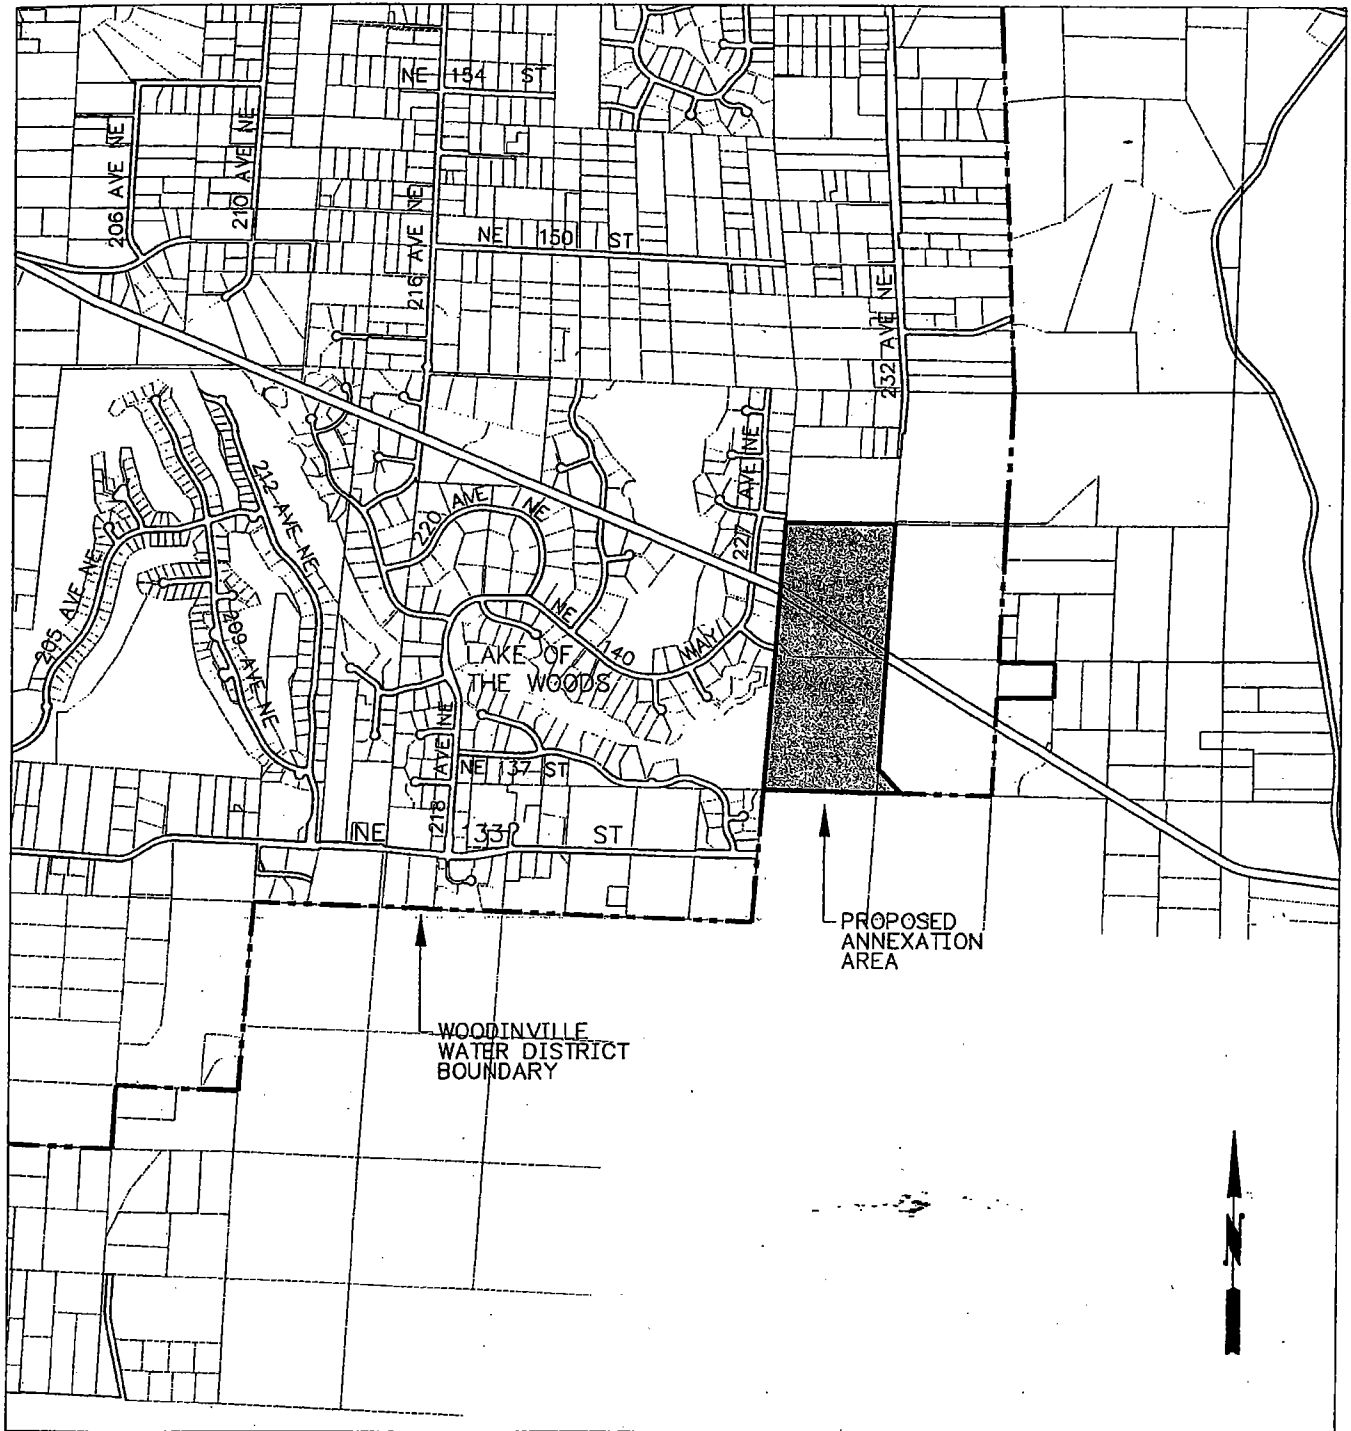 NE 154 ST
206 AVE NE
210 AVE NE
216 AVE NE
NE 150 ST
232 AVE NE
212 AVE NE
220 AVE NE
227 AVE NE
205 AVE NE
209 AVE NE
NE 140 WAY
LAKE OF
THE WOODS
218 AVE NE
NE 137 ST
NE 133 ST
PROPOSED
ANNEXATION
AREA
WOODINVILLE
WATER DISTRICT
BOUNDARY
N